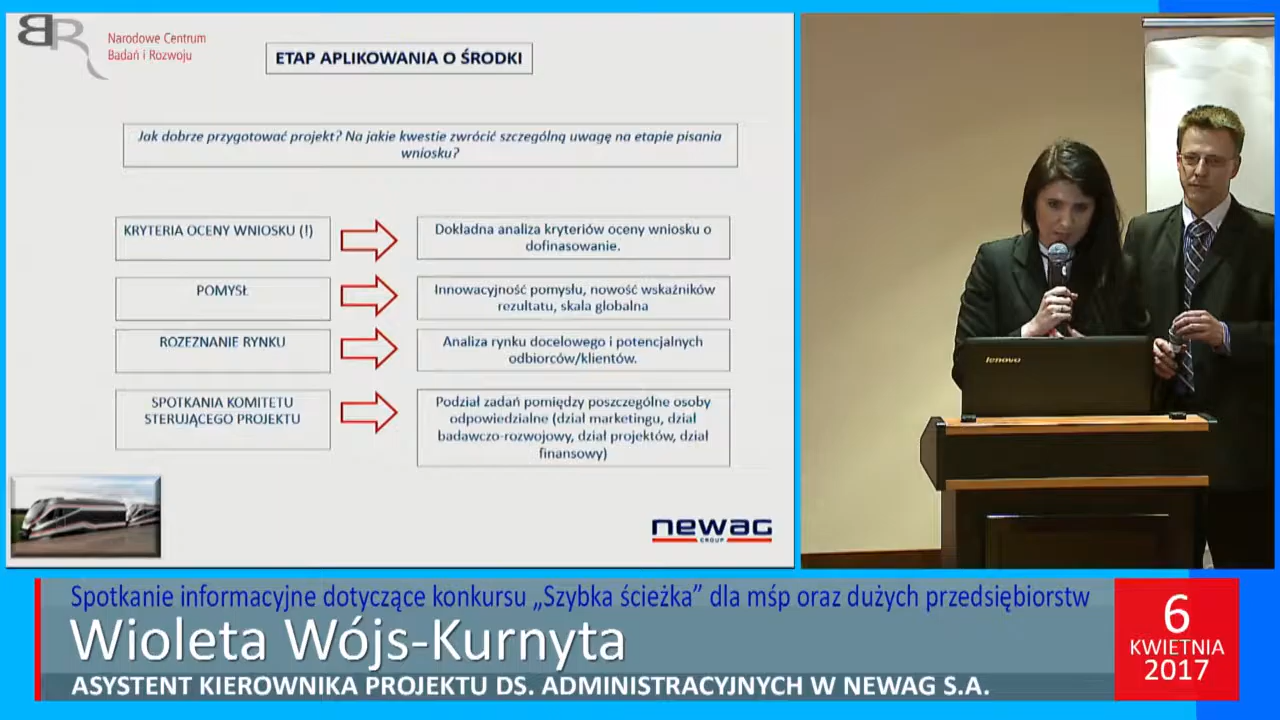 BR
Narodowe Centrum
Badań i Rozwoju
ETAP APLIKOWANIA O ŚRODKI
Jak dobrze przygotować projekt? Na jakie kwestie zwrócić szczególną uwagę na etapie pisania
wniosku?
KRYTERIA OCENY WNIOSKU (!)
Dokładna analiza kryteriów oceny wniosku o
dofinasowanie.
POMYSŁ
Innowacyjność pomysłu, nowość wskaźników
rezultatu, skala globalna
ROZEZNANIE RYNKU
Analiza rynku docelowego i potencjalnych
odbiorców/klientów.
SPOTKANIA KOMITETU
STERUJĄCEGO PROJEKTU
Podział zadań pomiędzy poszczególne osoby
odpowiedzialne (dział marketingu, dział
badawczo-rozwojowy, dział projektów, dział
finansowy)
newag
GROUP
lenovo
Spotkanie informacyjne dotyczące konkursu „Szybka ścieżka” dla mśp oraz dużych przedsiębiorstw
Wioleta Wójs-Kurnyta
ASYSTENT KIEROWNIKA PROJEKTU DS. ADMINISTRACYJNYCH W NEWAG S.A.
6
KWIETNIA
2017